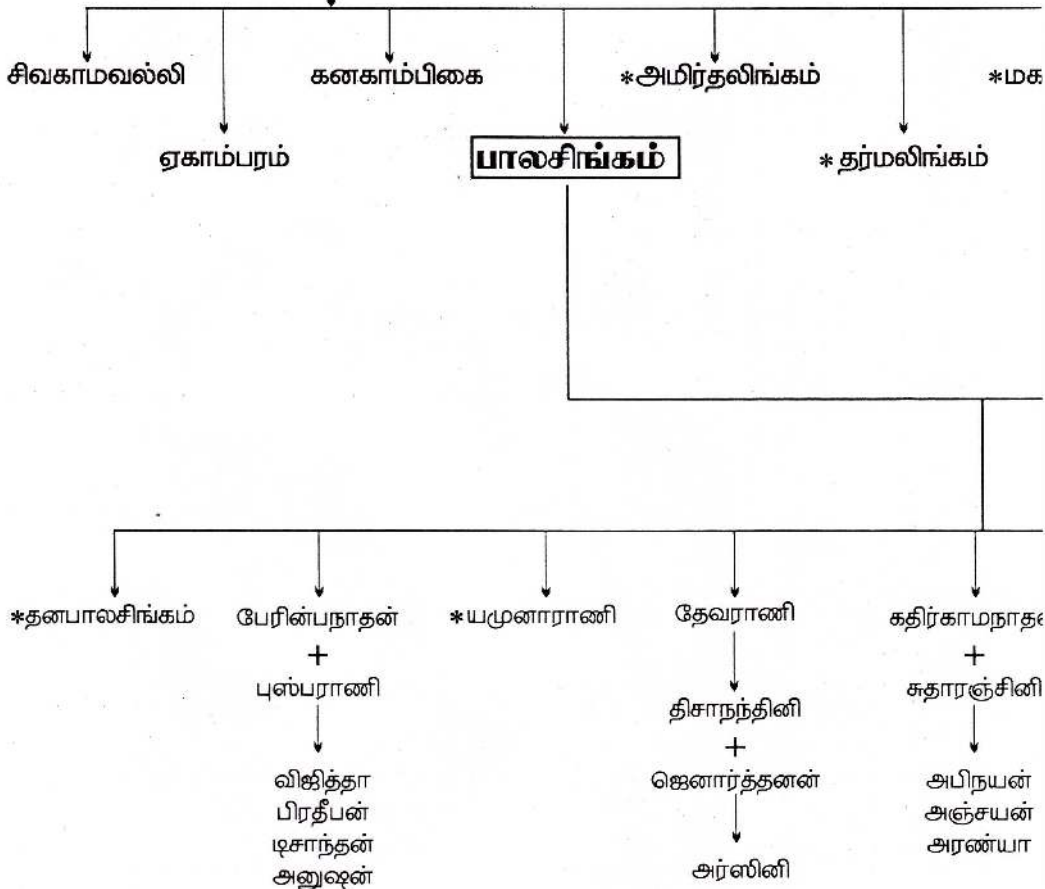 சிவகாமவல்லி கனகாம்பிகை *அமிர்தலிங்கம்
ஏகாம்பரம் பாலசிங்கம் *தர்மலிங்கம்
*தனபாலசிங்கம் பேரின்பநாதன் *யமுனாராணி தேவராணி
+ +
புஸ்பராணி சுதாரஞ்சினி
திசாநந்தினி
+
விஜித்தா ஜெனார்த்தனன் அபிநயன்
பிரதீபன் அஞ்சயன்
டிசாந்தன் அரண்யா
அனுஷன் அர்ஸினி